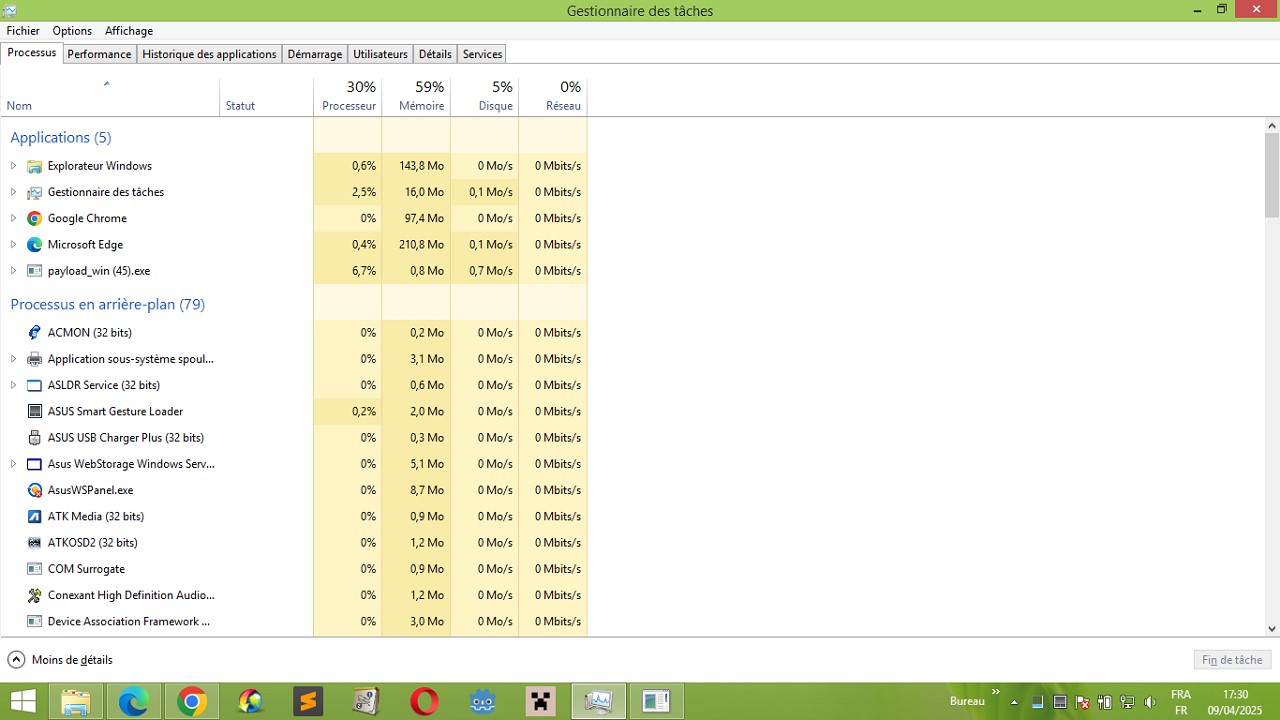 Gestionnaire des tâches
Fichier Options Affichage
Processus Performance Historique des applications Démarrage Utilisateurs Détails Services
30% 59% 5% 0%
Nom Statut Processeur Mémoire Disque Réseau
Applications (5)
Explorateur Windows 0,6% 143,8 Mo 0 Mo/s 0 Mbits/s
Gestionnaire des tâches 2,5% 16,0 Mo 0,1 Mo/s 0 Mbits/s
Google Chrome 0% 97,4 Mo 0 Mo/s 0 Mbits/s
Microsoft Edge 0,4% 210,8 Mo 0,1 Mo/s 0 Mbits/s
payload_win (45).exe 6,7% 0,8 Mo 0,7 Mo/s 0 Mbits/s
Processus en arrière-plan (79)
ACMON (32 bits) 0% 0,2 Mo 0 Mo/s 0 Mbits/s
Application sous-système spoul... 0% 3,1 Mo 0 Mo/s 0 Mbits/s
ASLDR Service (32 bits) 0% 0,6 Mo 0 Mo/s 0 Mbits/s
ASUS Smart Gesture Loader 0,2% 2,0 Mo 0 Mo/s 0 Mbits/s
ASUS USB Charger Plus (32 bits) 0% 0,3 Mo 0 Mo/s 0 Mbits/s
Asus WebStorage Windows Serv... 0% 5,1 Mo 0 Mo/s 0 Mbits/s
AsusWSPanel.exe 0% 8,7 Mo 0 Mo/s 0 Mbits/s
ATK Media (32 bits) 0% 0,9 Mo 0 Mo/s 0 Mbits/s
ATKOSD2 (32 bits) 0% 1,2 Mo 0 Mo/s 0 Mbits/s
COM Surrogate 0% 0,9 Mo 0 Mo/s 0 Mbits/s
Conexant High Definition Audio... 0% 1,2 Mo 0 Mo/s 0 Mbits/s
Device Association Framework ... 0% 3,0 Mo 0 Mo/s 0 Mbits/s
Moins de détails Fin de tâche
Bureau » FRA 17:30
FR 09/04/2025